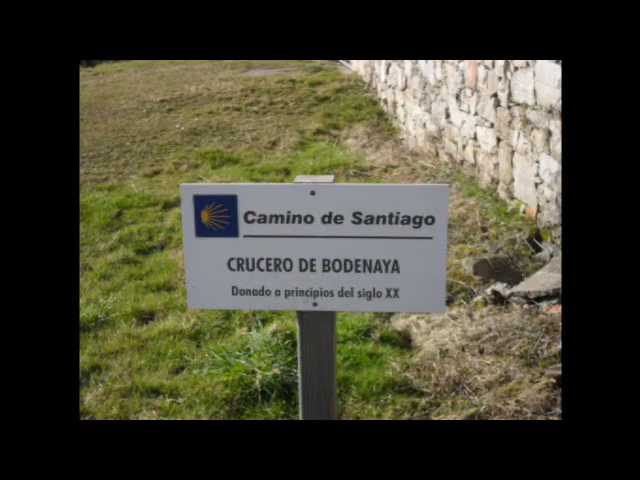 Camino de Santiago
CRUCERO DE BODENAYA
Donado a principios del siglo XX